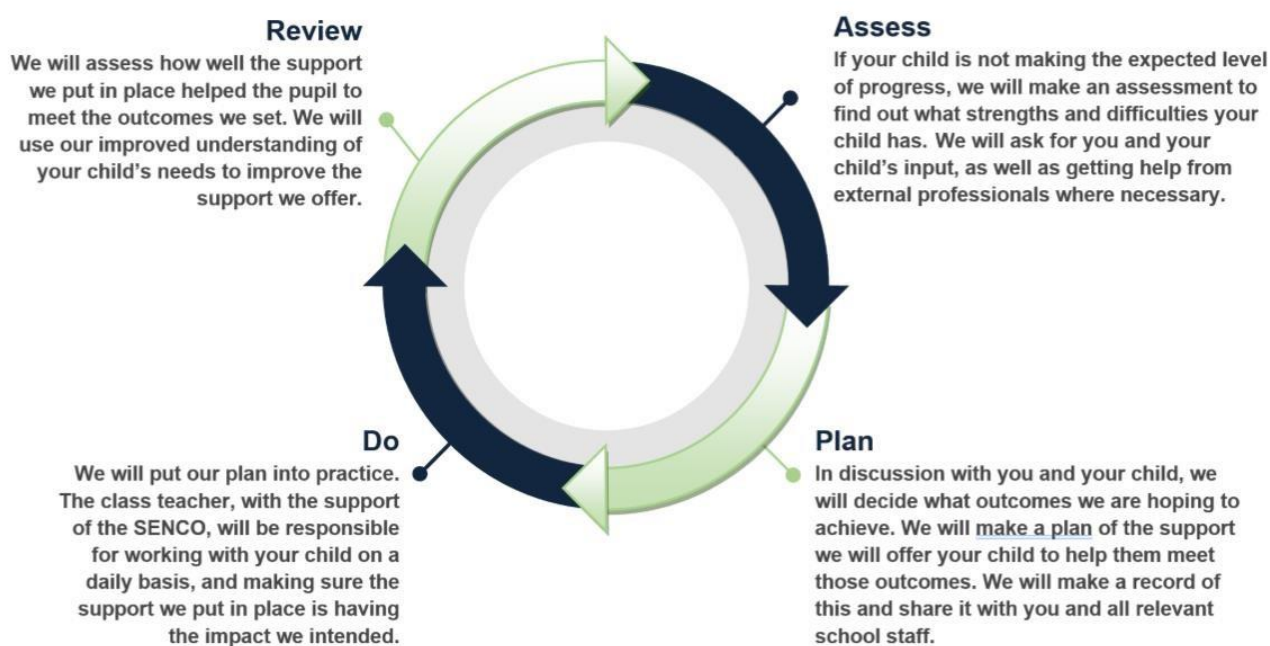 Review
We will assess how well the support
we put in place helped the pupil to
meet the outcomes we set. We will
use our improved understanding of
your child's needs to improve the
support we offer.
Assess
If your child is not making the expected level
of progress, we will make an assessment to
find out what strengths and difficulties your
child has. We will ask for you and your
child's input, as well as getting help from
external professionals where necessary.
Do
We will put our plan into practice.
The class teacher, with the support
of the SENCO, will be responsible
for working with your child on a
daily basis, and making sure the
support we put in place is having
the impact we intended.
Plan
In discussion with you and your child, we
will decide what outcomes we are hoping to
achieve. We will make a plan of the support
we will offer your child to help them meet
those outcomes. We will make a record of
this and share it with you and all relevant
school staff.